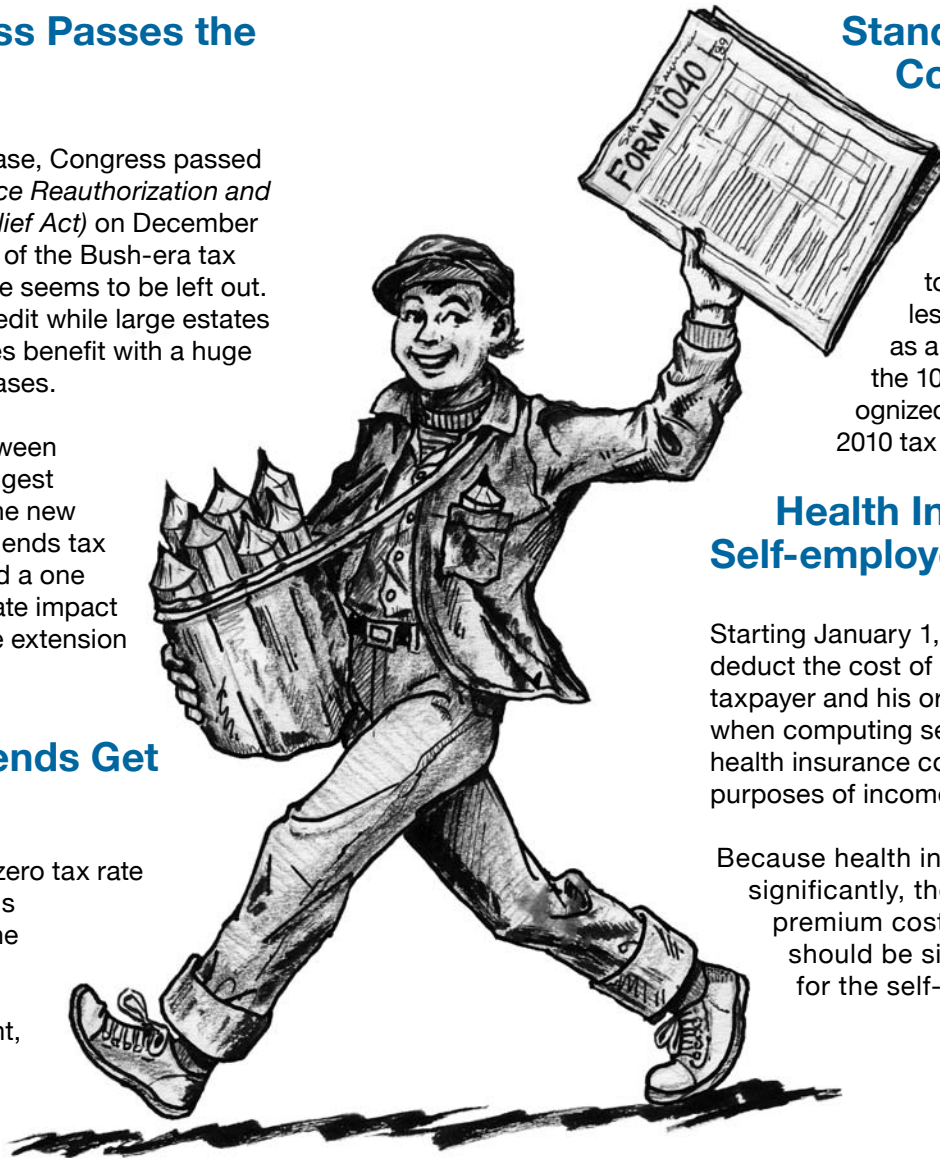 ss Passes the
ase, Congress passed
ce Reauthorization and
lief Act) on December
of the Bush-era tax
e seems to be left out.
edit while large estates
es benefit with a huge
ases.
ween
gest
he new
ends tax
d a one
ate impact
e extension
ends Get
zero tax rate
s
he
nt,
FORM 1040
Stand
Co
to
les
as a
the 10
ognized
2010 tax
Health In
Self-employe
Starting January 1,
deduct the cost of
taxpayer and his or
when computing se
health insurance co
purposes of income
Because health in
significantly, the
premium cost
should be si
for the self-